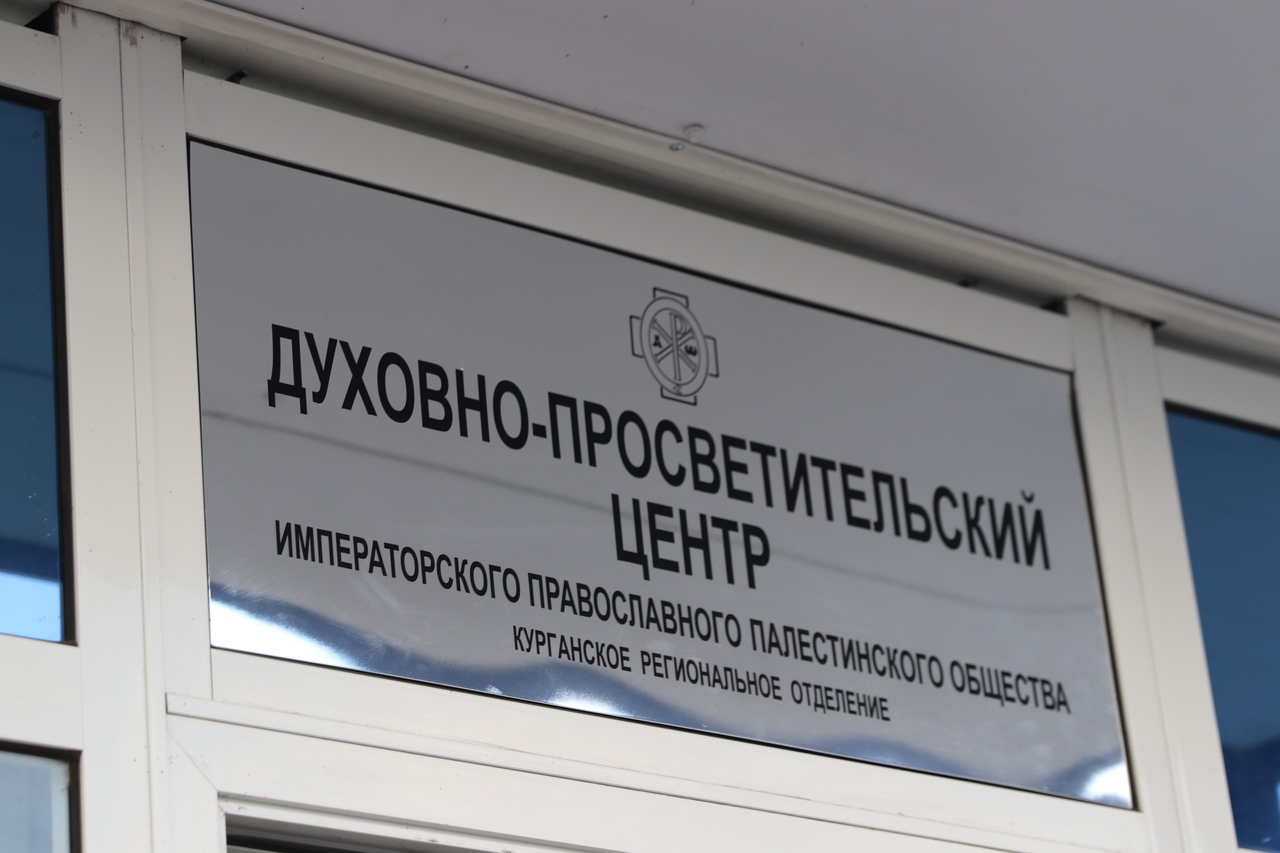 ДУХОВНО-ПРОСВЕТИТЕЛЬСКИЙ
ЦЕНТР
ИМПЕРАТОРСКОГО ПРАВОСЛАВНОГО ПАЛЕСТИНСКОГО ОБЩЕСТВА
КУРГАНСКОЕ РЕГИОНАЛЬНОЕ ОТДЕЛЕНИЕ